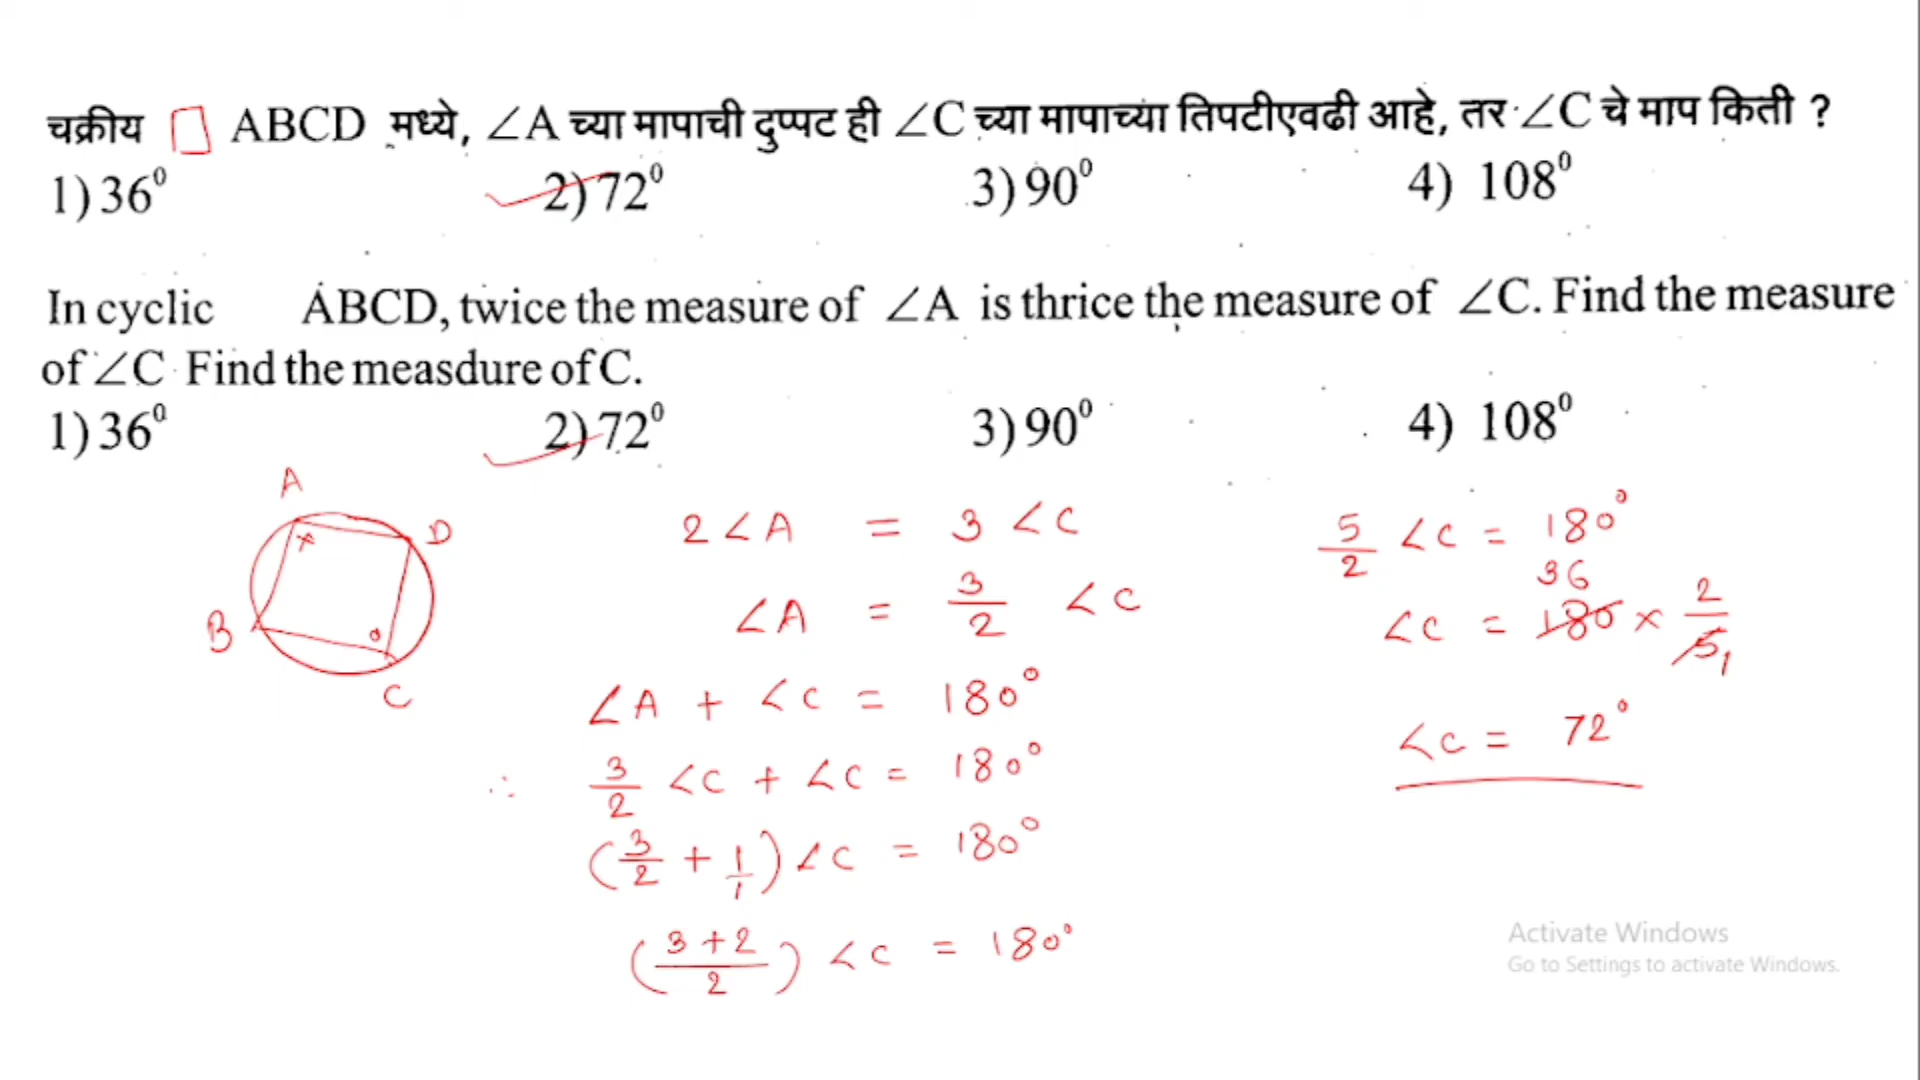 चक्रीय □ ABCD मध्ये, ∠A च्या मापाची दुप्पट ही ∠C च्या मापाच्या तिपटीएवढी आहे, तर ∠C चे माप किती ?
1) 36⁰ 2) 72⁰ 3) 90⁰ 4) 108⁰
In cyclic ABCD, twice the measure of ∠A is thrice the measure of ∠C. Find the measure
of ∠C Find the measdure of C.
1) 36⁰ 2) 72⁰ 3) 90⁰ 4) 108⁰
A
D
B
C
x
o
2∠A = 3∠C
∠A = 3/2 ∠C
∠A + ∠C = 180°
∴ 3/2 ∠C + ∠C = 180°
(3/2 + 1/1) ∠C = 180°
(3+2/2) ∠C = 180°
5/2 ∠C = 180°
36
∠C = 180 × 2/5 1
∠C = 72°
Activate Windows
Go to Settings to activate Windows.